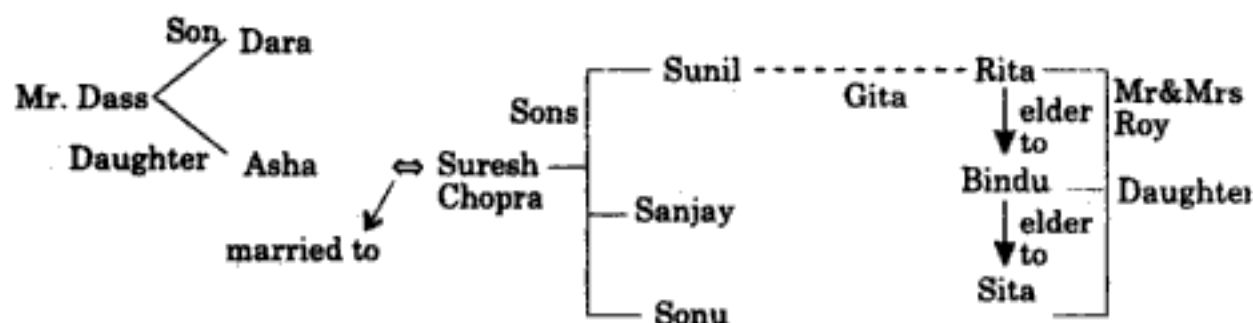 Son Dara
Sunil Rita
Mr. Dass Gita Mr&Mrs
Sons elder Roy
to
Daughter Asha ⇔ Suresh Bindu Daughter
Chopra Sanjay elder
married to to
Sita
Sonu